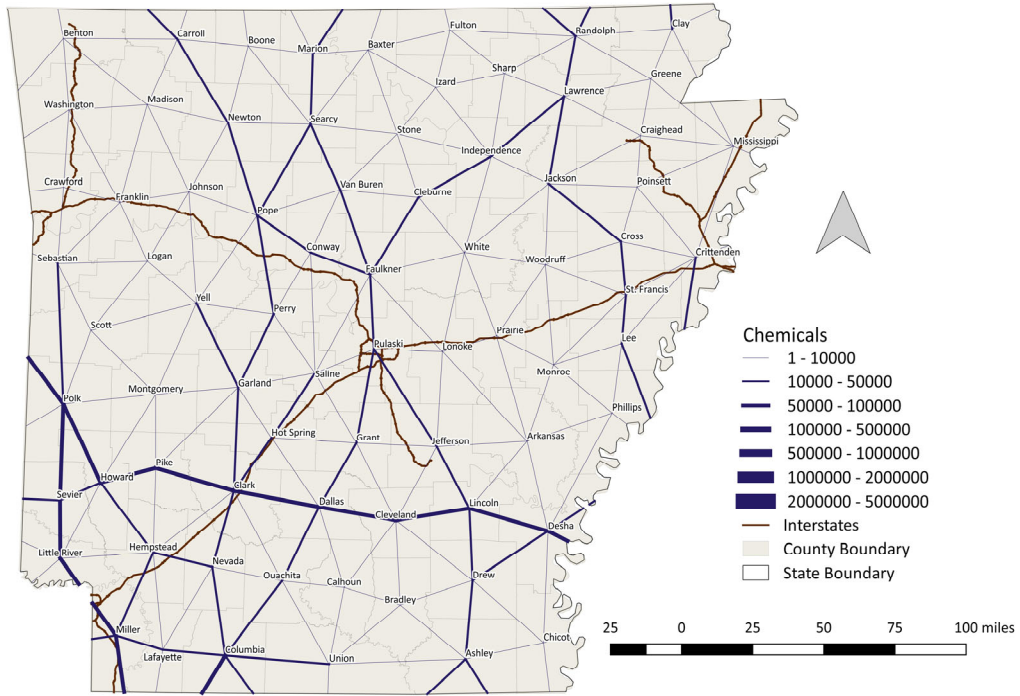 Benton
Carroll
Boone
Marion
Baxter
Fulton
Randolph
Clay
Sharp
Izard
Greene
Lawrence
Washington
Madison
Newton
Searcy
Stone
Craighead
Mississippi
Independence
Crawford
Franklin
Johnson
Van Buren
Cleburne
Jackson
Poinsett
Pope
Conway
White
Cross
Crittenden
Sebastian
Logan
Faulkner
Woodruff
Yell
Perry
St. Francis
Scott
Pulaski
Lonoke
Prairie
Lee
Montgomery
Garland
Saline
Monroe
Polk
Phillips
Hot Spring
Grant
Jefferson
Arkansas
Pike
Howard
Clark
Sevier
Dallas
Cleveland
Lincoln
Desha
Little River
Hempstead
Nevada
Ouachita
Calhoun
Drew
Bradley
Miller
Lafayette
Columbia
Union
Ashley
Chicot
Chemicals
1 - 10000
10000 - 50000
50000 - 100000
100000 - 500000
500000 - 1000000
1000000 - 2000000
2000000 - 5000000
Interstates
County Boundary
State Boundary
25 0 25 50 75 100 miles